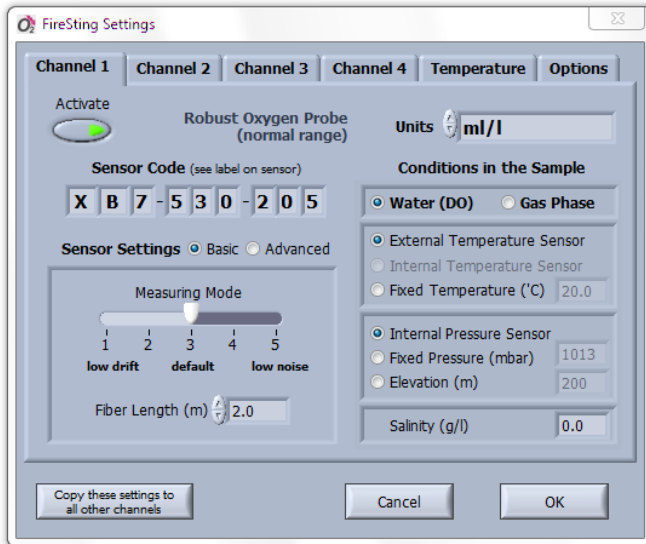 O₂ FireSting Settings
Channel 1 Channel 2 Channel 3 Channel 4 Temperature Options
Activate
Robust Oxygen Probe
(normal range)
Units ml/l
Sensor Code (see label on sensor)
X B 7 - 5 3 0 - 2 0 5
Sensor Settings Basic Advanced
Measuring Mode
1 2 3 4 5
low drift default low noise
Fiber Length (m) 2.0
Conditions in the Sample
Water (DO) Gas Phase
External Temperature Sensor
Internal Temperature Sensor
Fixed Temperature ('C) 20.0
Internal Pressure Sensor
Fixed Pressure (mbar) 1013
Elevation (m) 200
Salinity (g/l) 0.0
Copy these settings to
all other channels
Cancel OK